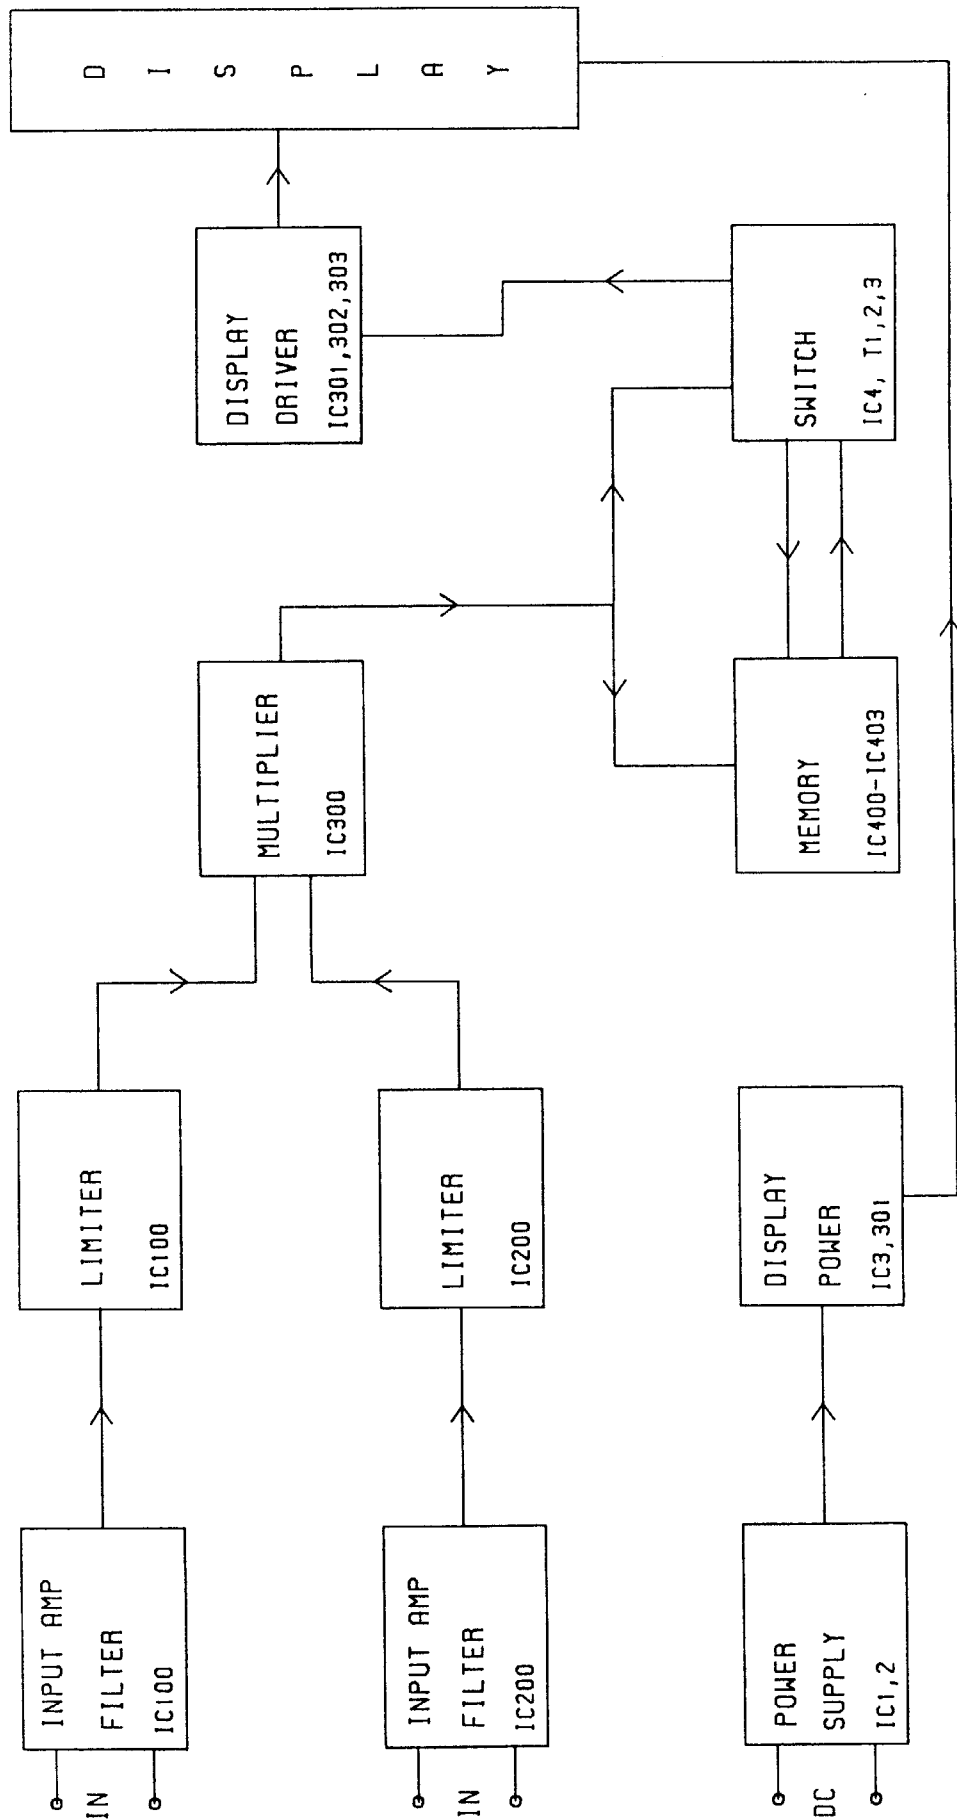 IN
INPUT AMP
FILTER
IC100
LIMITER
IC100
IN
INPUT AMP
FILTER
IC200
LIMITER
IC200
MULTIPLIER
IC300
DISPLAY
DRIVER
IC301,302,303
DISPLAY
DC
POWER
SUPPLY
IC1,2
DISPLAY
POWER
IC3,301
MEMORY
IC400-IC403
SWITCH
IC4, T1,2,3